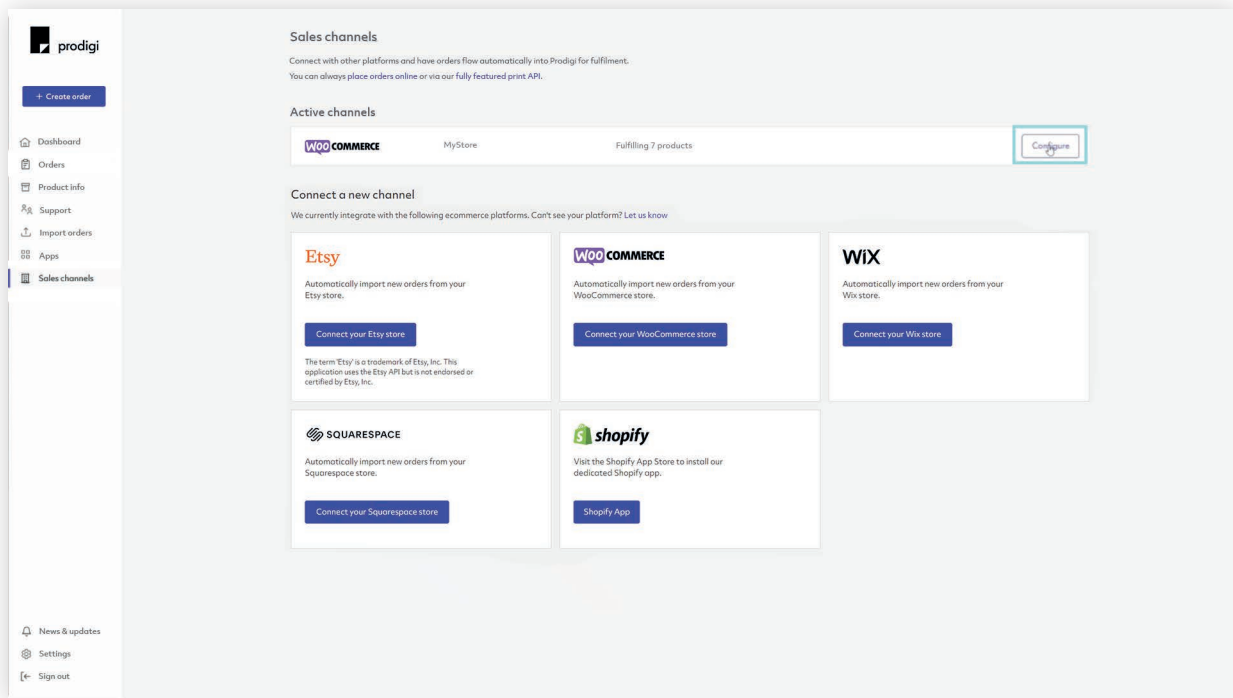 prodigi
+ Create order
Dashboard
Orders
Product info
Support
Import orders
Apps
Sales channels
News & updates
Settings
Sign out
Sales channels
Connect with other platforms and have orders flow automatically into Prodigi for fulfilment.
You can always place orders online or via our fully featured print API.
Active channels
WOO COMMERCE MyStore Fulfilling 7 products Configure
Connect a new channel
We currently integrate with the following ecommerce platforms. Can't see your platform? Let us know
Etsy
Automatically import new orders from your
Etsy store.
Connect your Etsy store
The term 'Etsy' is a trademark of Etsy, Inc. This
application uses the Etsy API but is not endorsed or
certified by Etsy, Inc.
WOO COMMERCE
Automatically import new orders from your
WooCommerce store.
Connect your WooCommerce store
WiX
Automatically import new orders from your
Wix store.
Connect your Wix store
SQUARESPACE
Automatically import new orders from your
Squarespace store.
Connect your Squarespace store
shopify
Visit the Shopify App Store to install our
dedicated Shopify app.
Shopify App